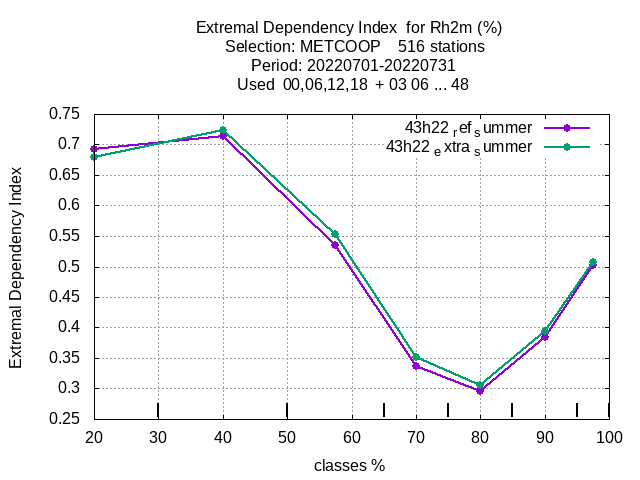 Extremal Dependency Index  for Rh2m (%)
Selection: METCOOP    516 stations
Period: 20220701-20220731
Used  00,06,12,18  + 03 06 ... 48
43h22 ref summer
43h22 extra summer
Extremal Dependency Index
0.75
0.7
0.65
0.6
0.55
0.5
0.45
0.4
0.35
0.3
0.25
20 30 40 50 60 70 80 90 100
classes %